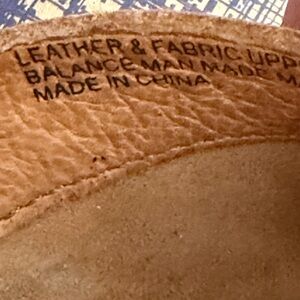 LEATHER & FABRIC UPP
BALANCE MAN MADE M
MADE IN CHINA